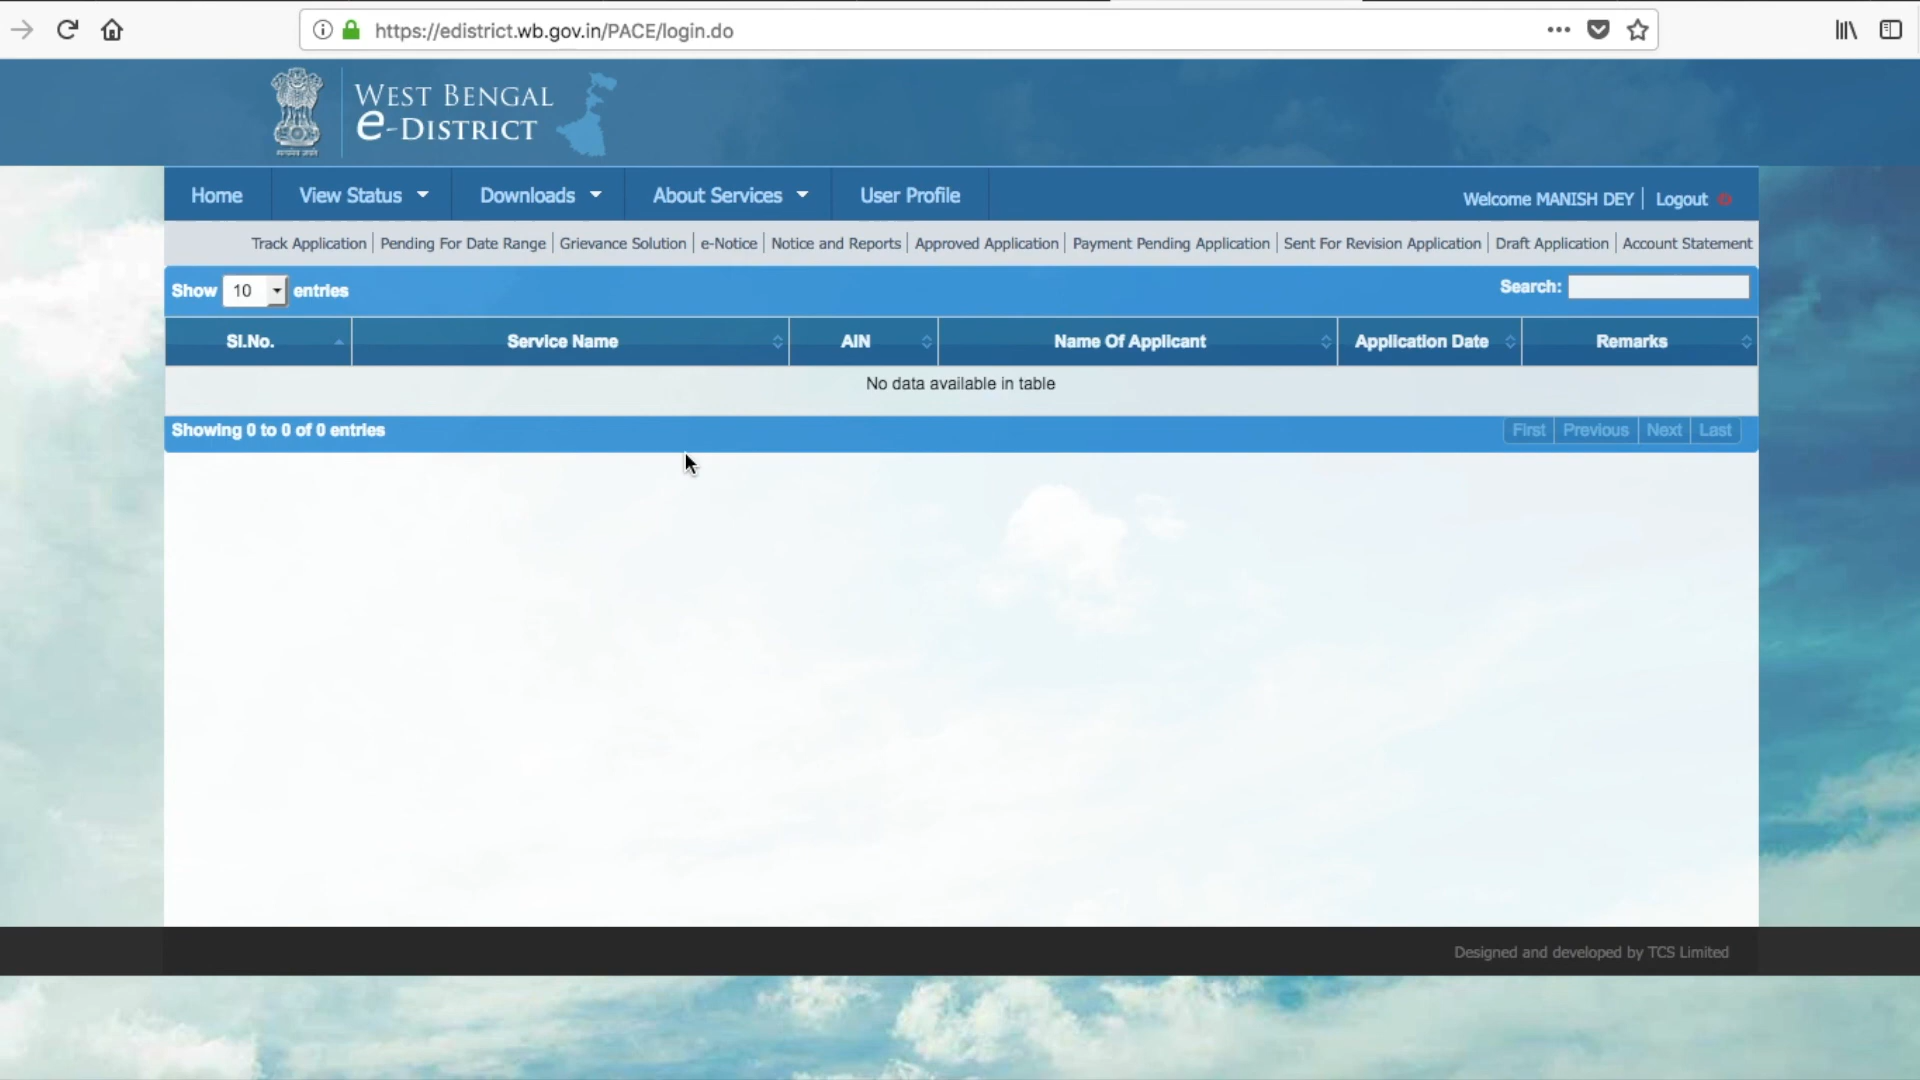 https://edistrict.wb.gov.in/PACE/login.do
WEST BENGAL
e-DISTRICT
Home View Status Downloads About Services User Profile Welcome MANISH DEY | Logout
Track Application | Pending For Date Range | Grievance Solution | e-Notice | Notice and Reports | Approved Application | Payment Pending Application | Sent For Revision Application | Draft Application | Account Statement
Show 10 entries Search:
Sl.No. Service Name AIN Name Of Applicant Application Date Remarks
No data available in table
Showing 0 to 0 of 0 entries First Previous Next Last
Designed and developed by TCS Limited